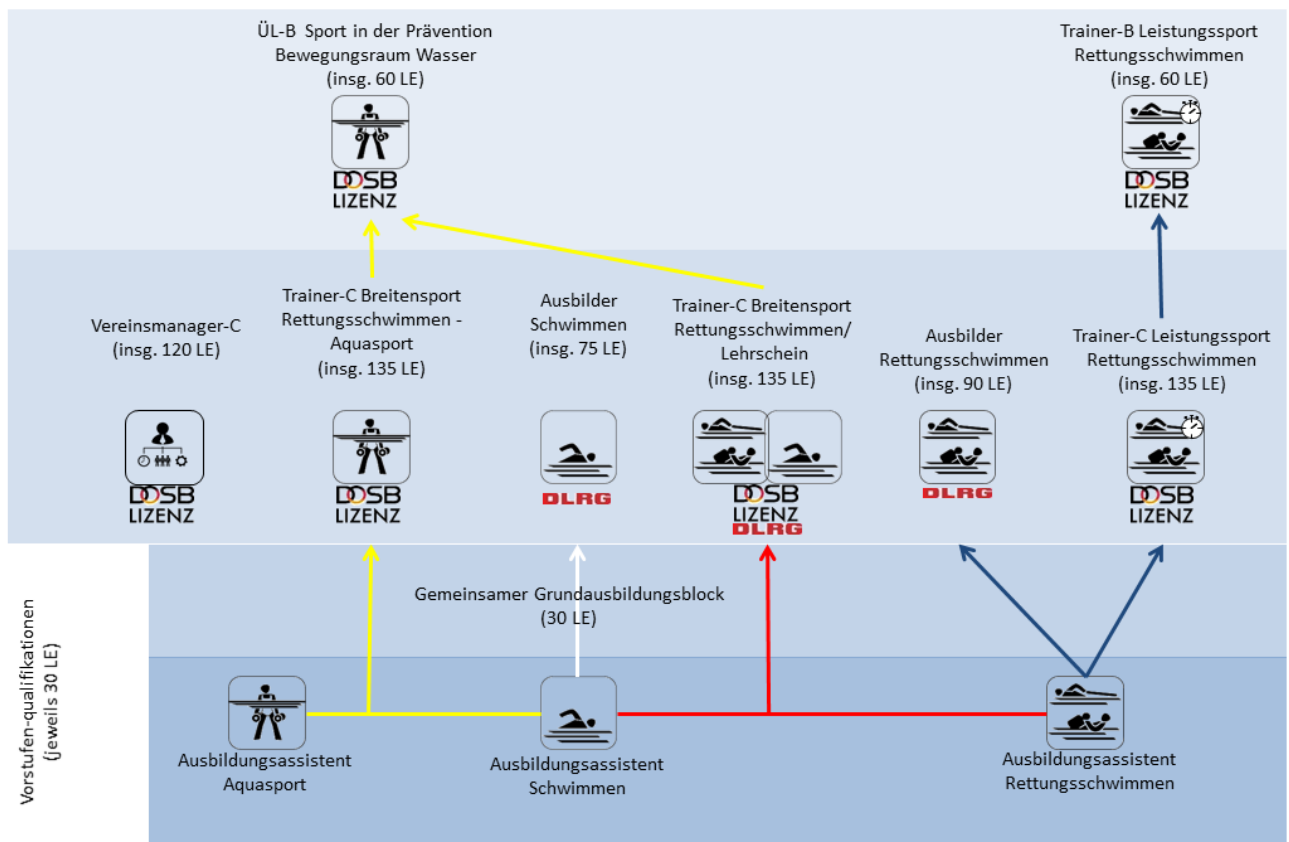 ÜL-B Sport in der Prävention
Bewegungsraum Wasser
(insg. 60 LE)
DOSB
LIZENZ
Trainer-B Leistungssport
Rettungsschwimmen
(insg. 60 LE)
DOSB
LIZENZ
Vereinsmanager-C
(insg. 120 LE)
DOSB
LIZENZ
Trainer-C Breitensport
Rettungsschwimmen -
Aquasport
(insg. 135 LE)
DOSB
LIZENZ
Ausbilder
Schwimmen
(insg. 75 LE)
DLRG
Trainer-C Breitensport
Rettungsschwimmen/
Lehrschein
(insg. 135 LE)
DOSB
LIZENZ
DLRG
Ausbilder
Rettungsschwimmen
(insg. 90 LE)
DLRG
Trainer-C Leistungssport
Rettungsschwimmen
(insg. 135 LE)
DOSB
LIZENZ
Gemeinsamer Grundausbildungsblock
(30 LE)
Vorstufen-qualifikationen
(jeweils 30 LE)
Ausbildungsassistent
Aquasport
Ausbildungsassistent
Schwimmen
Ausbildungsassistent
Rettungsschwimmen